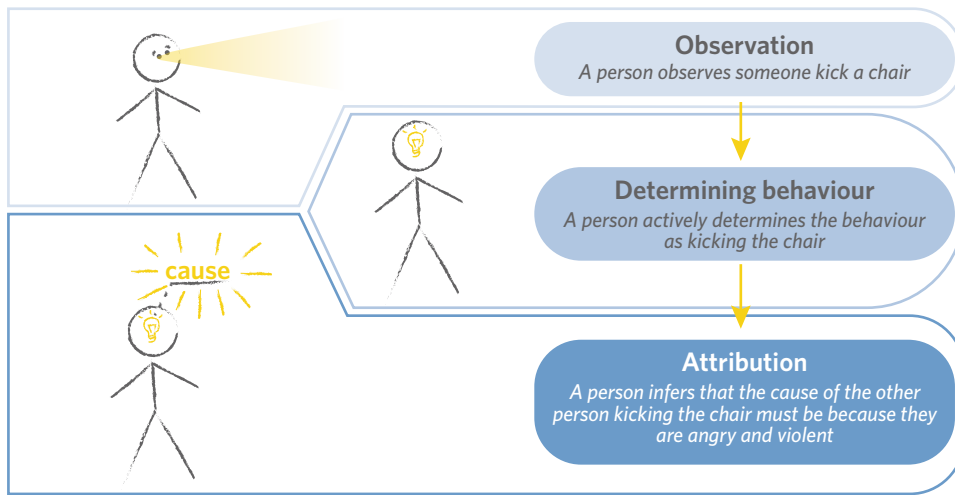 Observation
A person observes someone kick a chair
Determining behaviour
A person actively determines the behaviour
as kicking the chair
cause
Attribution
A person infers that the cause of the other
person kicking the chair must be because they
are angry and violent